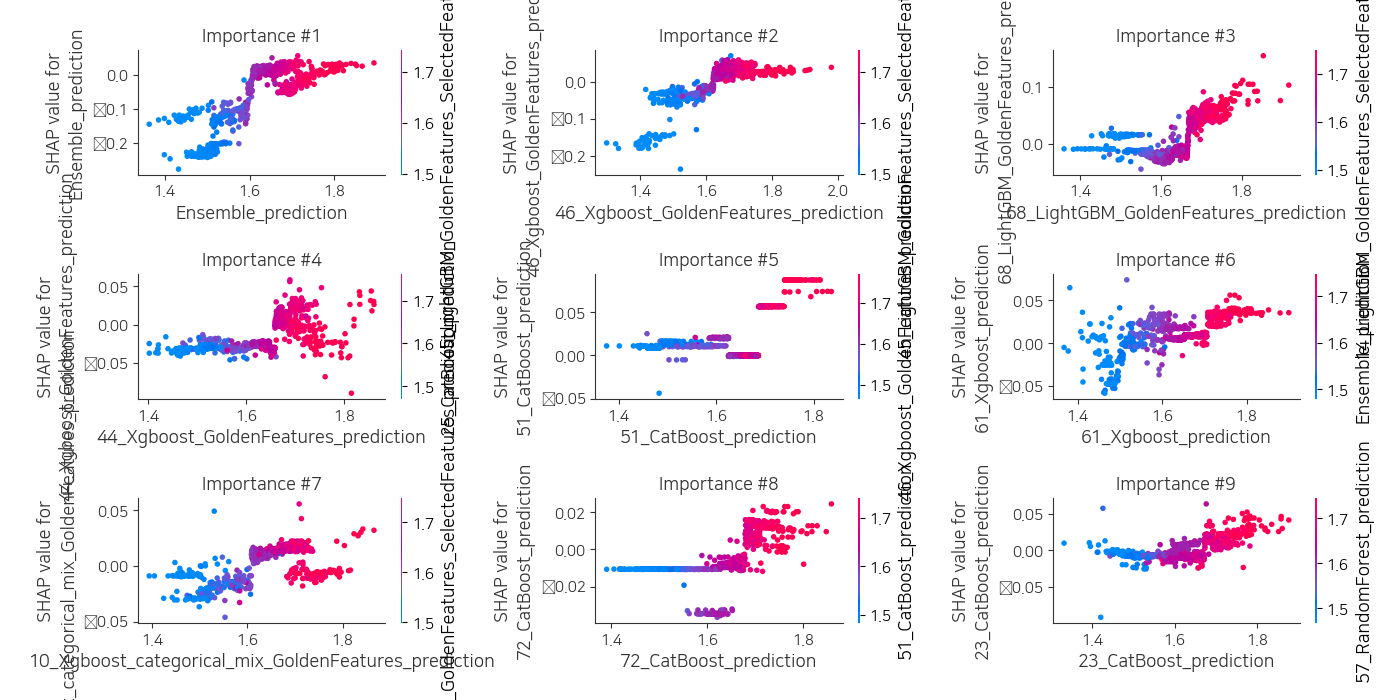 Importance #1
SHAP value for
Ensemble_prediction
0.0
0.1
0.2
1.4
1.6
1.8
Ensemble_prediction
1.7
1.6
1.5
Importance #2
SHAP value for
46_Xgboost_GoldenFeatures_pred
0.0
0.1
0.2
1.4
1.6
1.8
2.0
46_Xgboost_GoldenFeatures_prediction
1.7
1.6
1.5
Importance #3
SHAP value for
68_LightGBM_GoldenFeatures_pre
0.1
0.0
1.4
1.6
1.8
68_LightGBM_GoldenFeatures_prediction
1.7
1.6
1.5
Importance #4
SHAP value for
44_Xgboost_GoldenFeatures_prediction
0.05
0.00
0.05
1.4
1.6
1.8
44_Xgboost_GoldenFeatures_prediction
1.7
1.6
1.5
Importance #5
SHAP value for
51_CatBoost_prediction
0.05
0.00
0.05
1.4
1.6
1.8
51_CatBoost_prediction
1.7
1.6
1.5
Importance #6
SHAP value for
61_Xgboost_prediction
0.05
0.00
0.05
1.4
1.6
1.8
61_Xgboost_prediction
1.7
1.6
1.5
Ensemble_prediction
Importance #7
SHAP value for
0.05
0.00
0.05
1.4
1.6
1.8
10_Xgboost_categorical_mix_GoldenFeatures_prediction
1.7
1.6
1.5
Importance #8
SHAP value for
72_CatBoost_prediction
0.02
0.00
0.02
1.4
1.6
1.8
72_CatBoost_prediction
1.7
1.6
1.5
51_CatBoost_prediction
Importance #9
SHAP value for
23_CatBoost_prediction
0.05
0.00
0.05
1.4
1.6
1.8
23_CatBoost_prediction
1.7
1.6
1.5
57_RandomForest_prediction